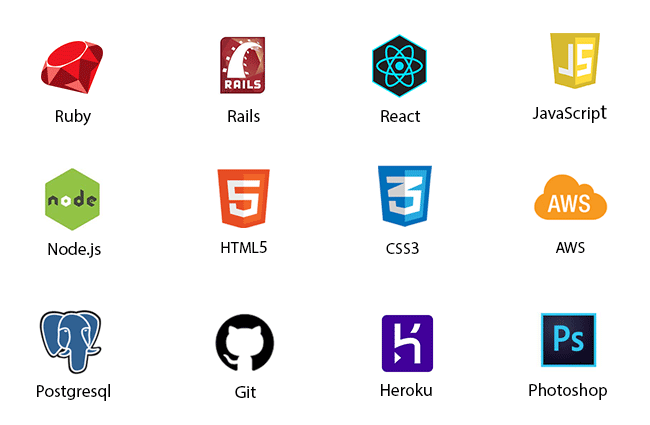 RAILS
JS
Ruby
Rails
React
JavaScript
node
5
3
AWS
Node.js
HTML5
CSS3
AWS
Ps
Postgresql
Git
Heroku
Photoshop